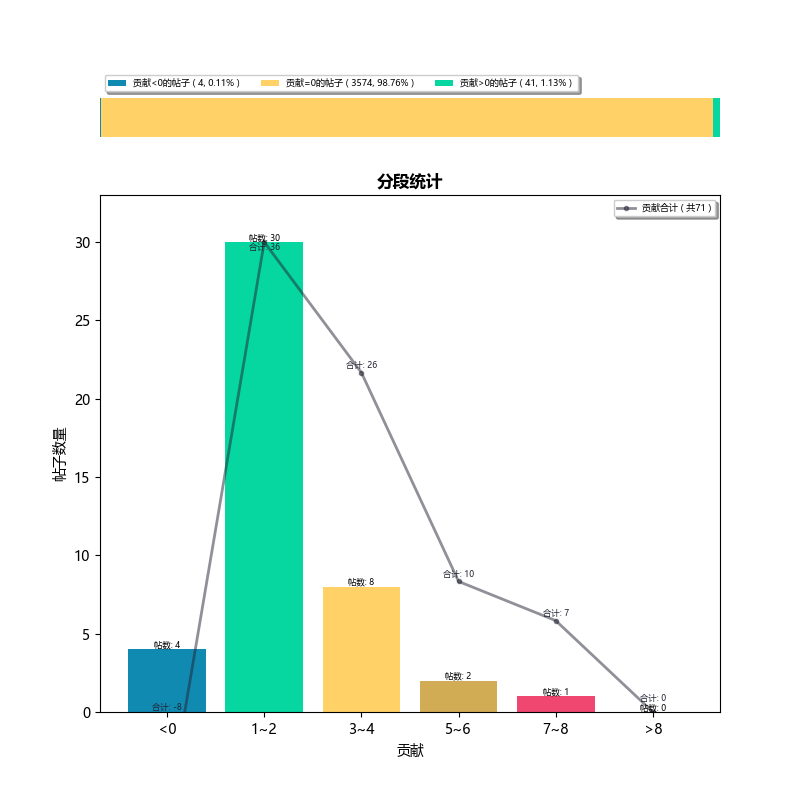 贡献<0的帖子 ( 4, 0.11% ) 贡献=0的帖子 ( 3574, 98.76% ) 贡献>0的帖子 ( 41, 1.13% )
分段统计
贡献合计 ( 共71 )
帖子数量
30
25
20
15
10
5
0
帖数: 30
合计: 36
合计: 26
合计: 10
帖数: 8
合计: 7
帖数: 4
帖数: 2
帖数: 1
合计: -8
合计: 0
帖数: 0
<0 1~2 3~4 5~6 7~8 >8
贡献